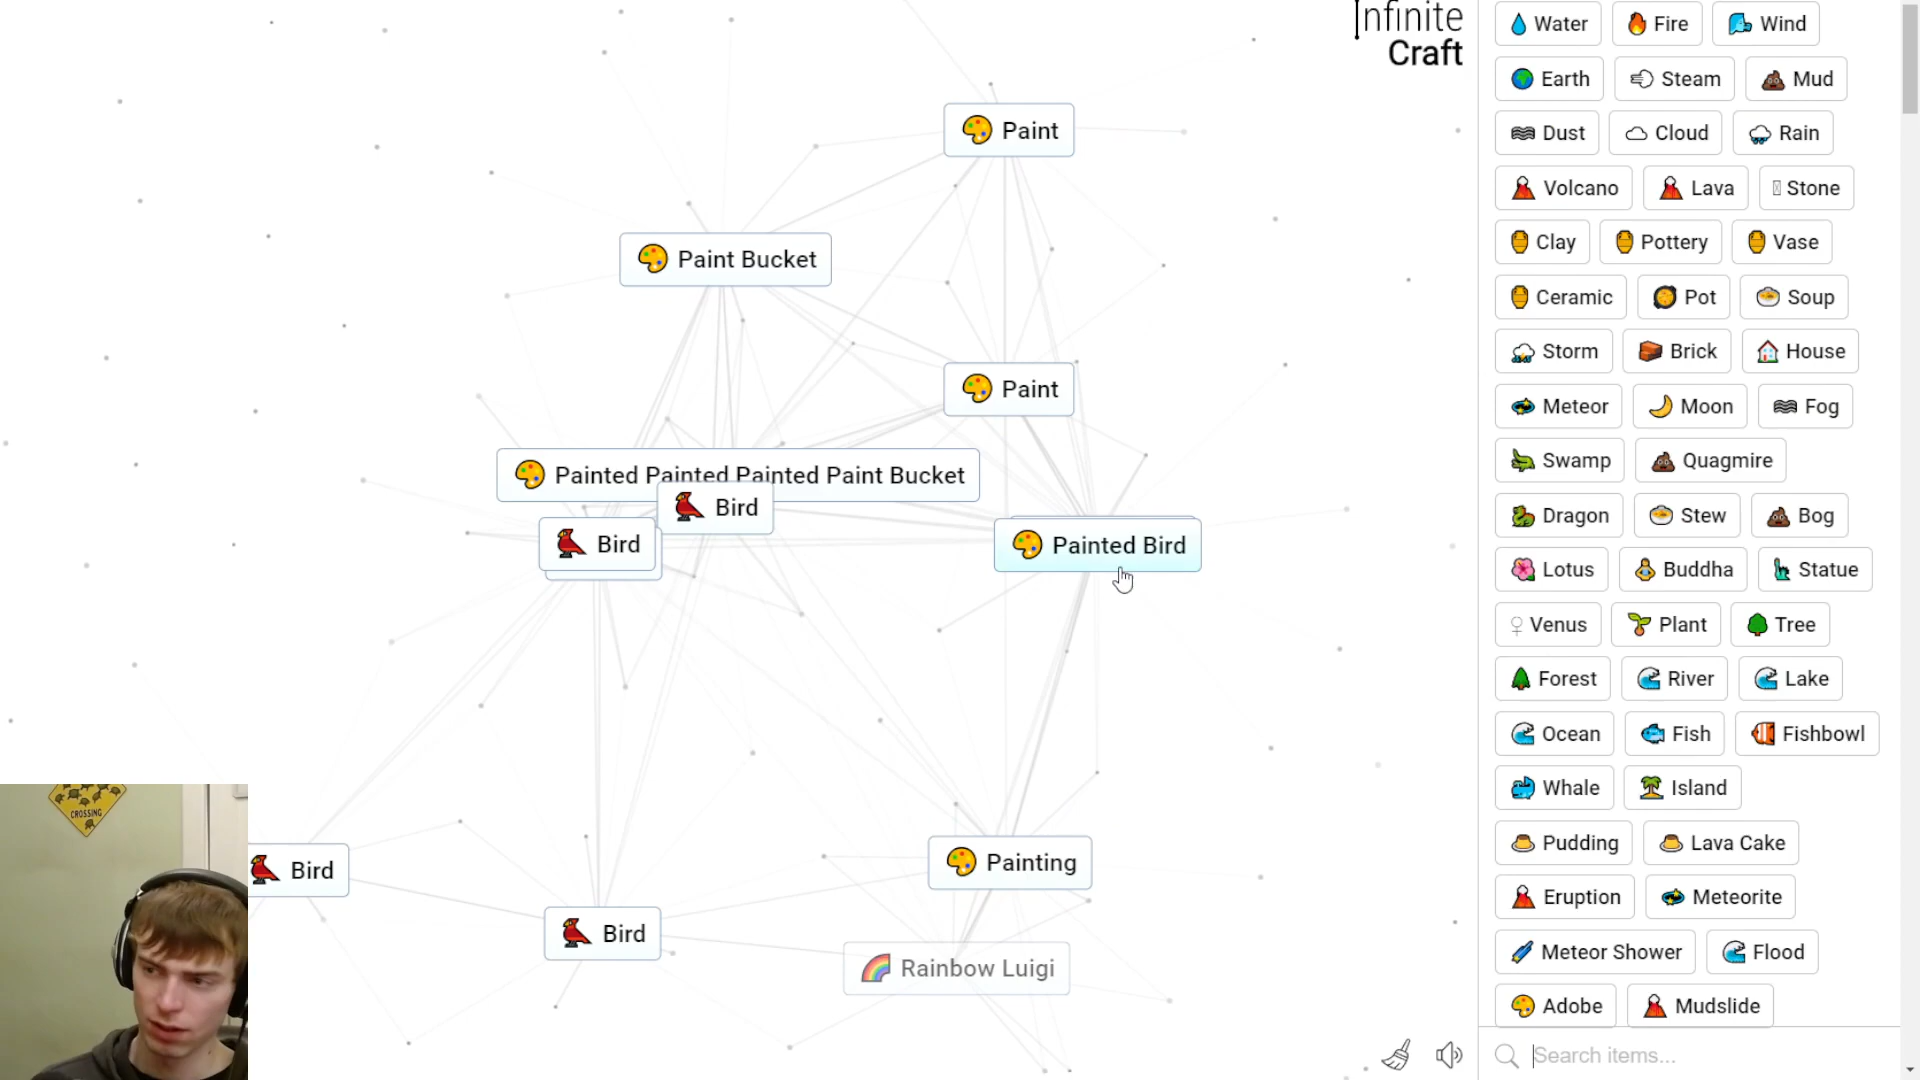 Infinite
Craft
Paint
Paint Bucket
Paint
Painted Painted Painted Paint Bucket
Bird
Bird
Painted Bird
Bird
Painting
Bird
Rainbow Luigi
CROSSING
Water Fire Wind
Earth Steam Mud
Dust Cloud Rain
Volcano Lava Stone
Clay Pottery Vase
Ceramic Pot Soup
Storm Brick House
Meteor Moon Fog
Swamp Quagmire
Dragon Stew Bog
Lotus Buddha Statue
Venus Plant Tree
Forest River Lake
Ocean Fish Fishbowl
Whale Island
Pudding Lava Cake
Eruption Meteorite
Meteor Shower Flood
Adobe Mudslide
Search items...